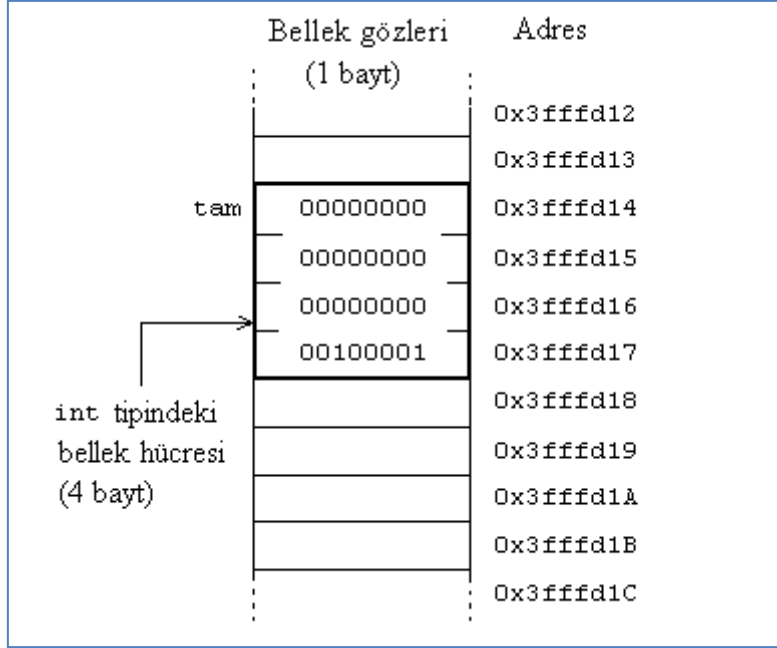 Bellek gözleri Adres
(1 bayt)
0x3fffd12
0x3fffd13
tam 00000000 0x3fffd14
00000000 0x3fffd15
00000000 0x3fffd16
00100001 0x3fffd17
int tipindeki 0x3fffd18
bellek hücresi 0x3fffd19
(4 bayt) 0x3fffd1A
0x3fffd1B
0x3fffd1C